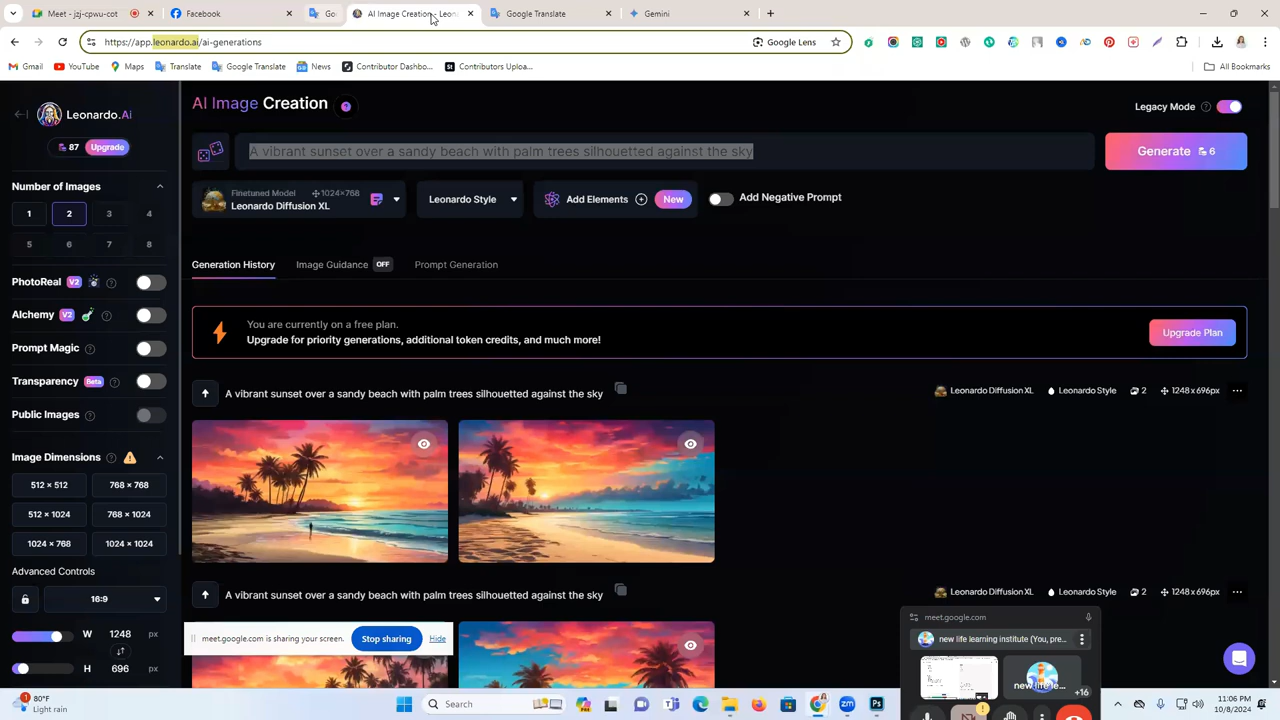 Meet - jzj-cpwu-cot
Facebook
Go
AI Image Creation - Leon
Google Translate
Gemini
https://app.leonardo.ai/ai-generations
Google Lens
Gmail
YouTube
Maps
Translate
Google Translate
News
Contributor Dashbo...
Contributors Uploa...
All Bookmarks
Leonardo.Ai
AI Image Creation
Legacy Mode
87
Upgrade
A vibrant sunset over a sandy beach with palm trees silhouetted against the sky
Generate 6
Number of Images
Finetuned Model 1024×768
Leonardo Diffusion XL
Leonardo Style
Add Elements
New
Add Negative Prompt
1 2 3 4
5 6 7 8
Generation History
Image Guidance OFF
Prompt Generation
PhotoReal V2
Alchemy V2
Prompt Magic
Transparency Beta
Public Images
You are currently on a free plan.
Upgrade for priority generations, additional token credits, and much more!
Upgrade Plan
A vibrant sunset over a sandy beach with palm trees silhouetted against the sky
Leonardo Diffusion XL
Leonardo Style
2
1248 x 696px
Image Dimensions
512 × 512
768 × 768
512 × 1024
768 × 1024
1024 × 768
1024 × 1024
Advanced Controls
16:9
W 1248 px
H 696 px
A vibrant sunset over a sandy beach with palm trees silhouetted against the sky
Leonardo Diffusion XL
Leonardo Style
2
1248 x 696px
meet.google.com is sharing your screen.
Stop sharing
Hide
meet.google.com
new life learning institute (You, pre...
+16
80°F
Light rain
Search
11:06 PM
10/8/2024